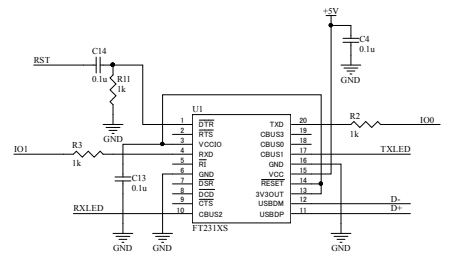 +5V
C14
C4
RST
0.1u
0.1u
R11
1k
GND
U1
GND
1 DTR TXD 20 R2 IO0
2 RTS CBUS3 19
1k
3 VCCIO CBUS0 18
IO1 R3 4 RXD CBUS1 17 TXLED
1k
5 RI GND 16
6 GND VCC 15
C13
7 DSR RESET 14
0.1u
8 DCD 3V3OUT 13
9 CTS USBDM 12 D-
RXLED 10 CBUS2 USBDP 11 D+
FT231XS
GND GND GND